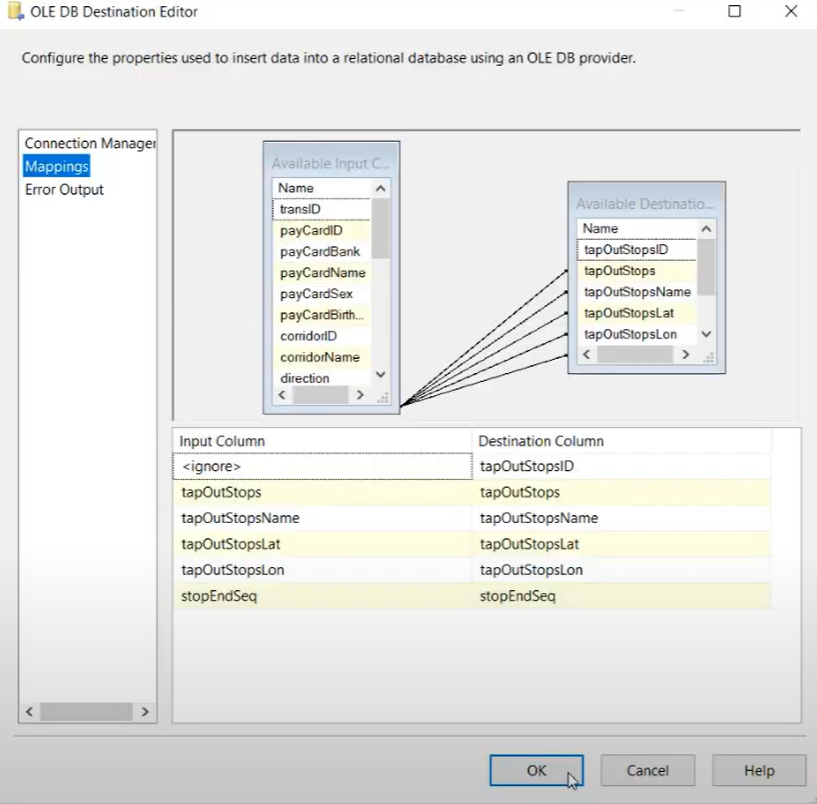 OLE DB Destination Editor
Configure the properties used to insert data into a relational database using an OLE DB provider.
Connection Manager
Mappings
Error Output
Available Input C...
Name
transID
payCardID
payCardBank
payCardName
payCardSex
payCardBirth...
corridorID
corridorName
direction
Available Destinatio...
Name
tapOutStopsID
tapOutStops
tapOutStopsName
tapOutStopsLat
tapOutStopsLon
Input Column Destination Column
<ignore> tapOutStopsID
tapOutStops tapOutStops
tapOutStopsName tapOutStopsName
tapOutStopsLat tapOutStopsLat
tapOutStopsLon tapOutStopsLon
stopEndSeq stopEndSeq
OK Cancel Help